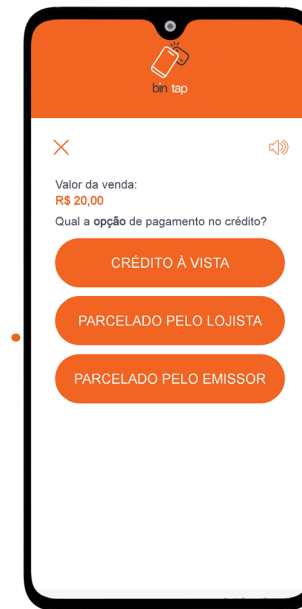 bin tap
Valor da venda:
R$ 20,00
Qual a opção de pagamento no crédito?
CRÉDITO À VISTA
PARCELADO PELO LOJISTA
PARCELADO PELO EMISSOR